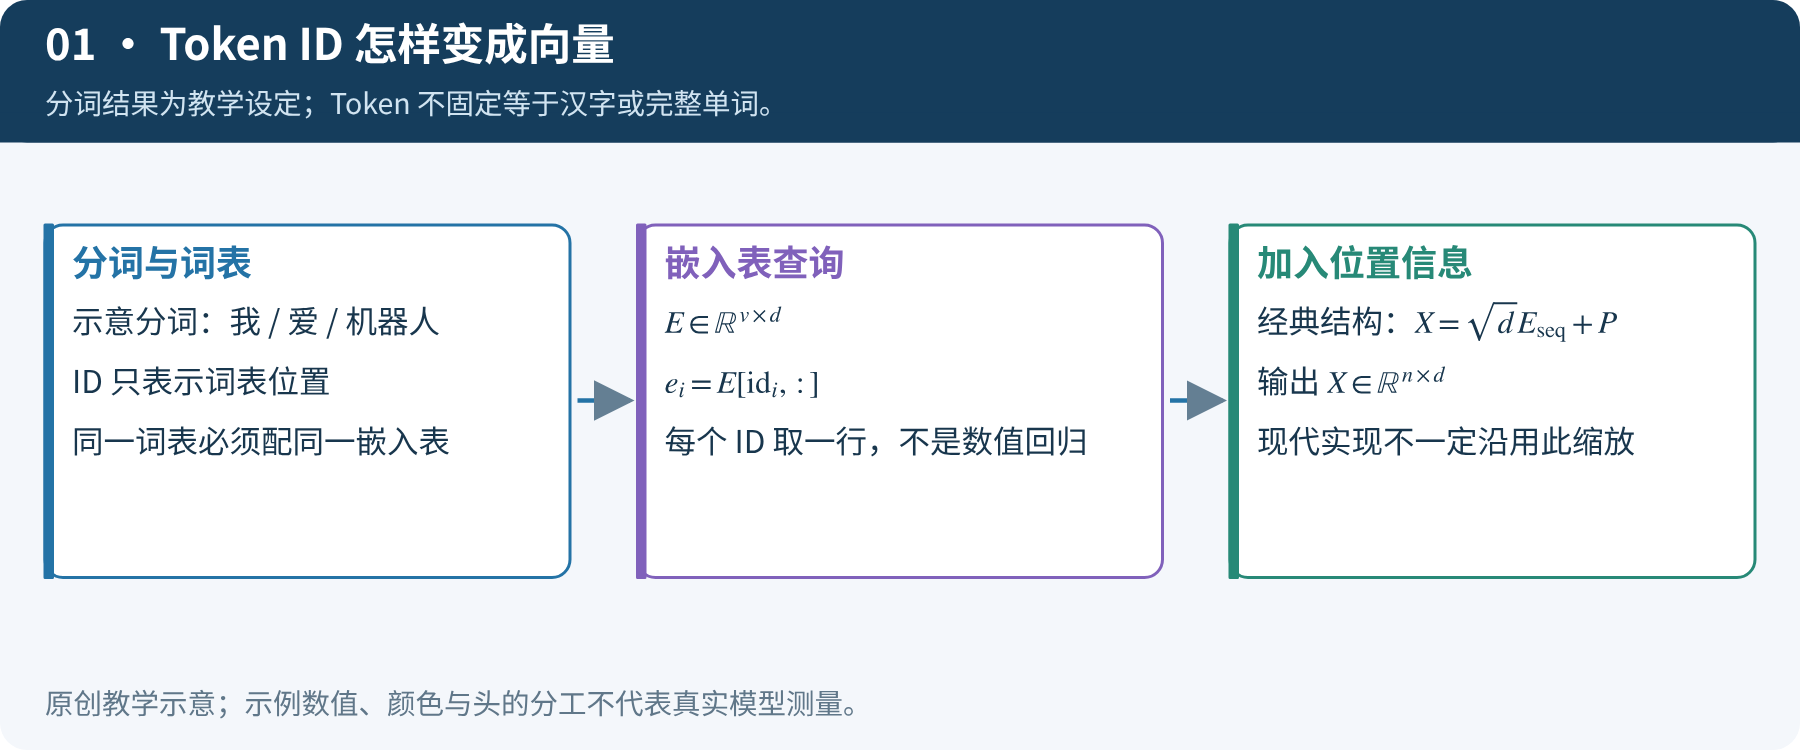 01 · Token ID 怎样变成向量
分词结果为教学设定；Token 不固定等于汉字或完整单词。
分词与词表
示意分词：我 / 爱 / 机器人
ID 只表示词表位置
同一词表必须配同一嵌入表
嵌入表查询
E ∈ ℝ^{v×d}
e_i = E[id_i, :]
每个 ID 取一行，不是数值回归
加入位置信息
经典结构：X = √d E_seq + P
输出 X ∈ ℝ^{n×d}
现代实现不一定沿用此缩放
原创教学示意；示例数值、颜色与头的分工不代表真实模型测量。